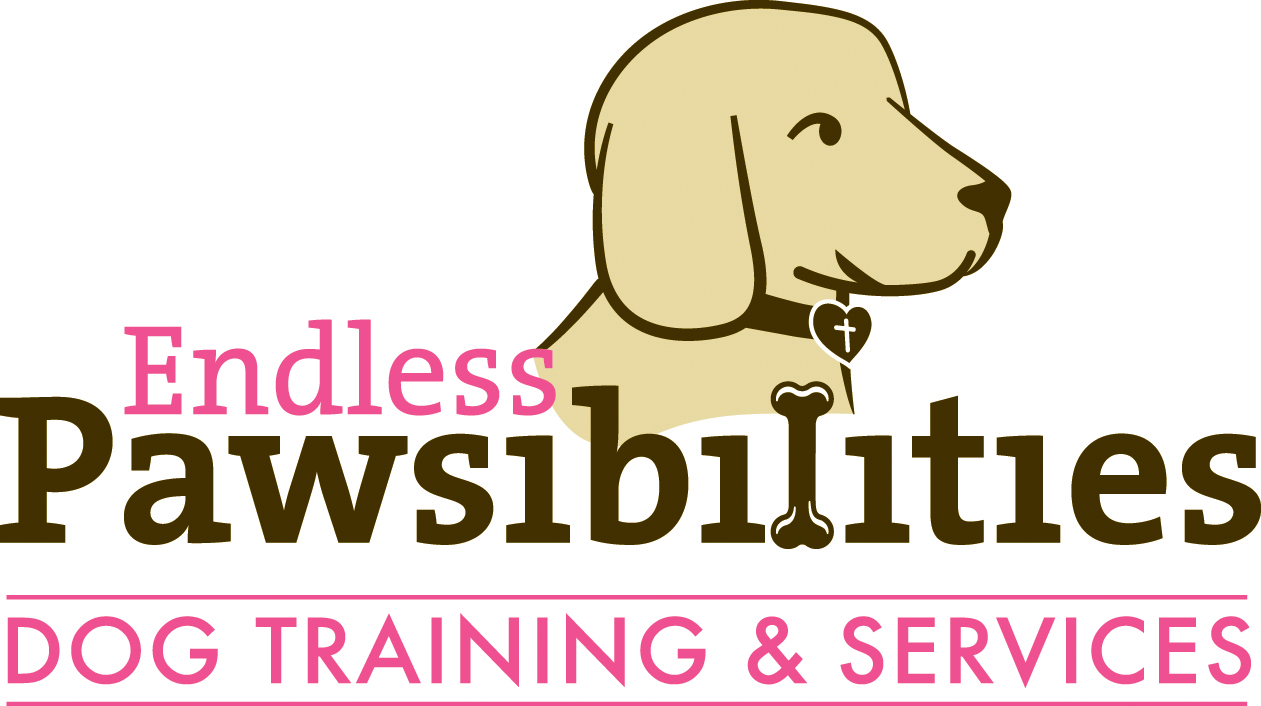 Endless
Pawsibilities
DOG TRAINING & SERVICES